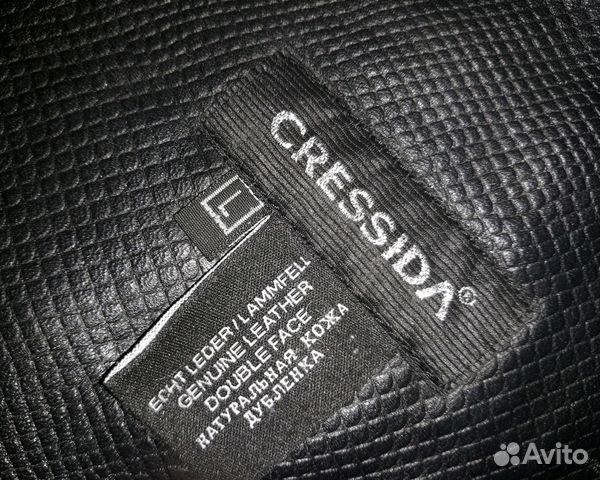 CRESSIDA®
L
ECHT LEDER/LAMMFELL
GENUINE LEATHER
DOUBLE FACE
НАТУРАЛЬНАЯ КОЖА
ДУБЛЕНКА
Avito